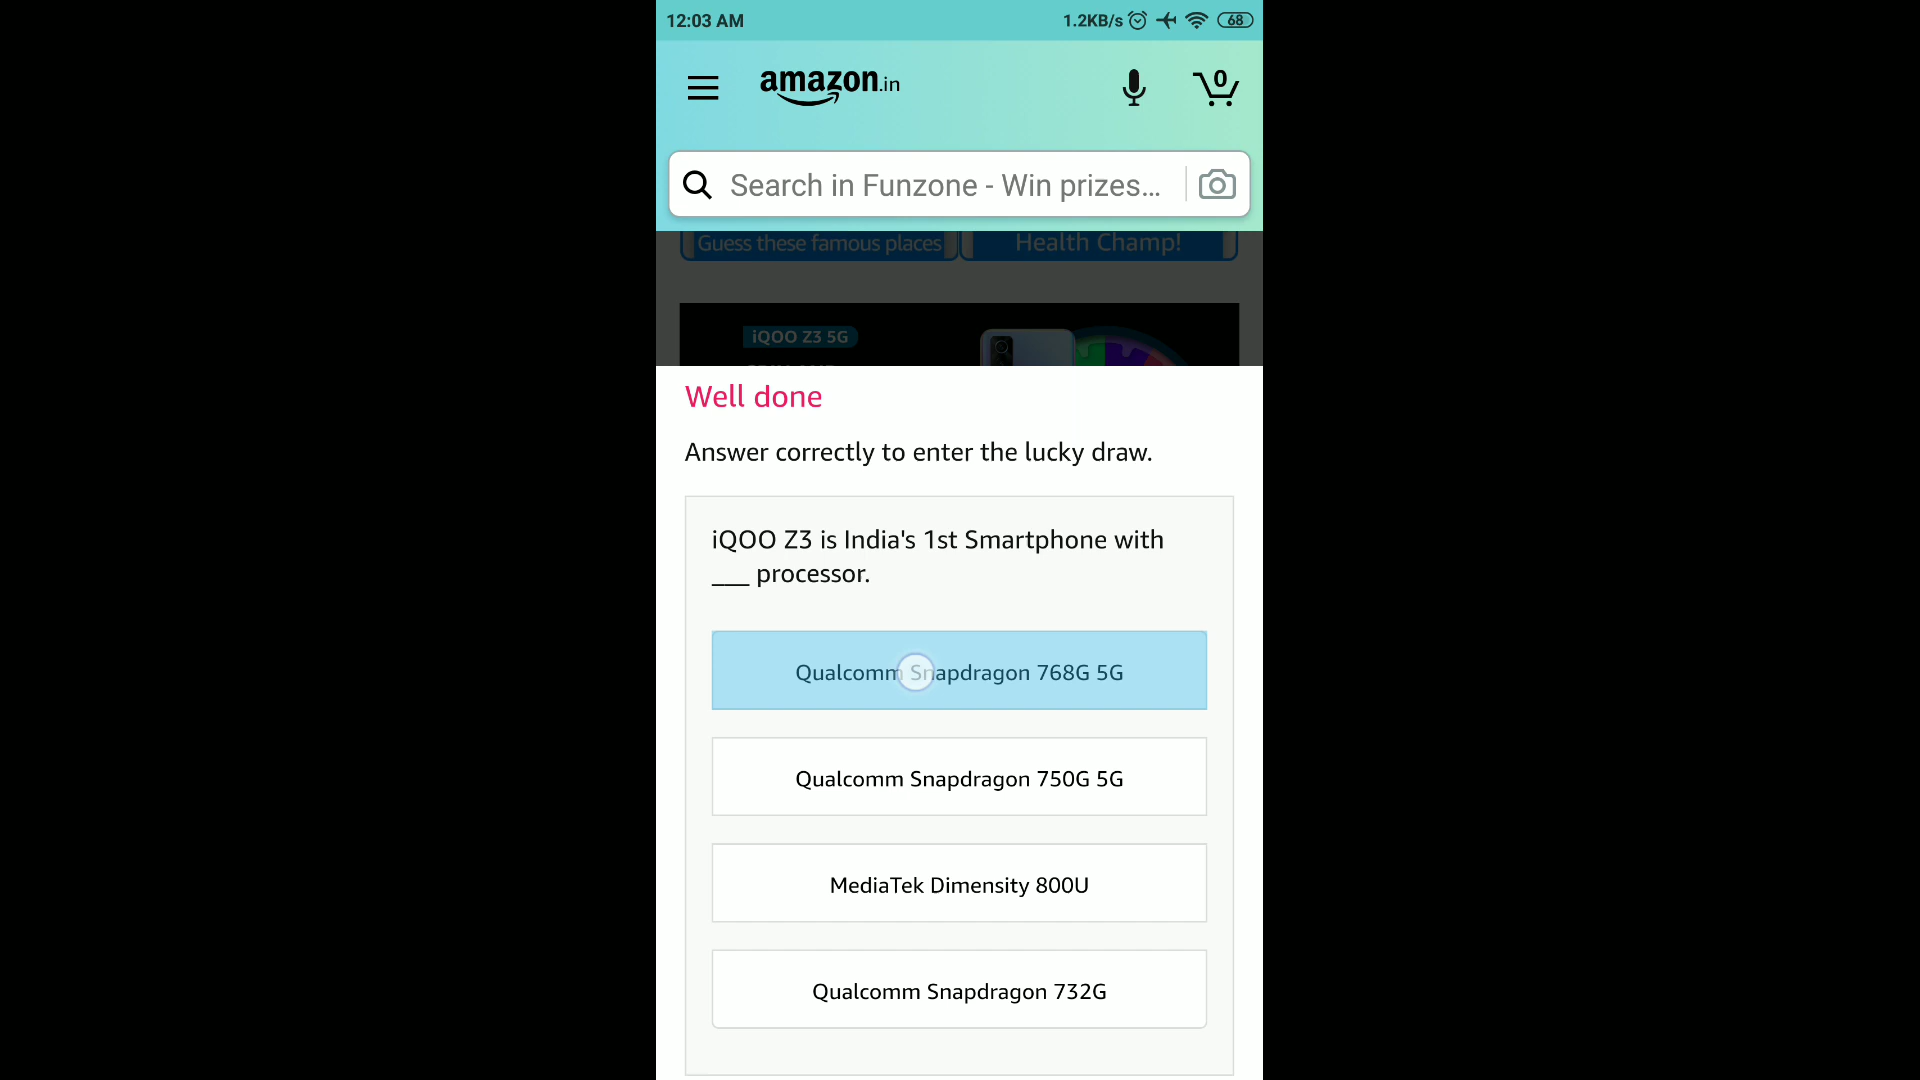 12:03 AM 1.2KB/s 68
amazon.in 0
Search in Funzone - Win prizes...
Guess these famous places Health Champ!
iQOO Z3 5G
Well done
Answer correctly to enter the lucky draw.
iQOO Z3 is India's 1st Smartphone with
___ processor.
Qualcomm Snapdragon 768G 5G
Qualcomm Snapdragon 750G 5G
MediaTek Dimensity 800U
Qualcomm Snapdragon 732G